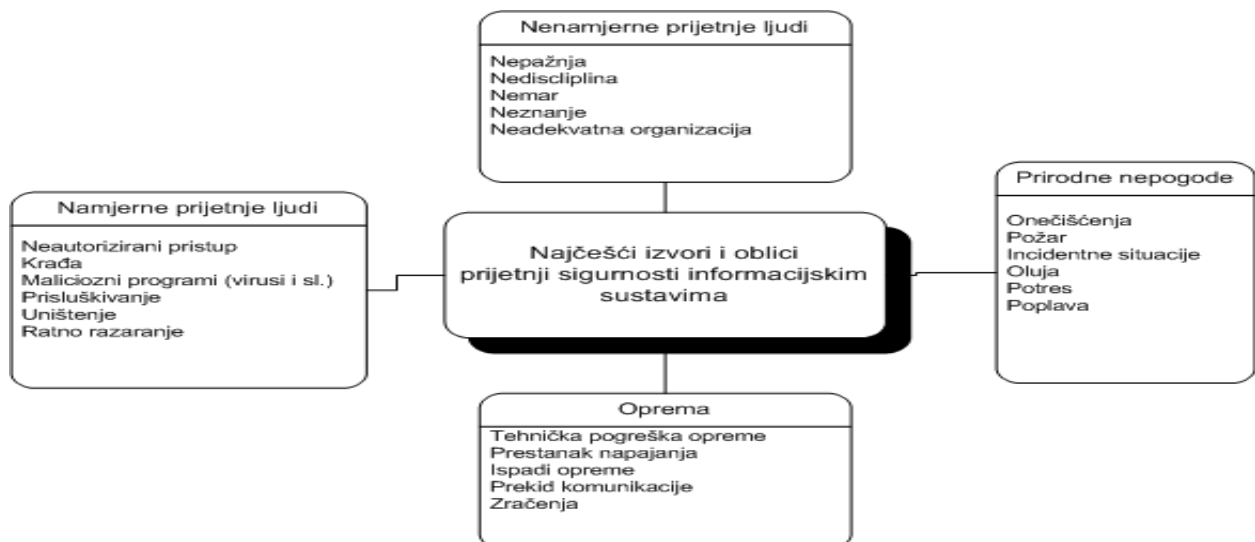 Nenamjerne prijetnje ljudi
Nepažnja
Nediscliplina
Nemar
Neznanje
Neadekvatna organizacija
Namjerne prijetnje ljudi
Neautorizirani pristup
Krađa
Maliciozni programi (virusi i sl.)
Prisluškivanje
Uništenje
Ratno razaranje
Najčešći izvori i oblici
prijetnji sigurnosti informacijskim
sustavima
Prirodne nepogode
Onečišćenja
Požar
Incidentne situacije
Oluja
Potres
Poplava
Oprema
Tehnička pogreška opreme
Prestanak napajanja
Ispadi opreme
Prekid komunikacije
Zračenja